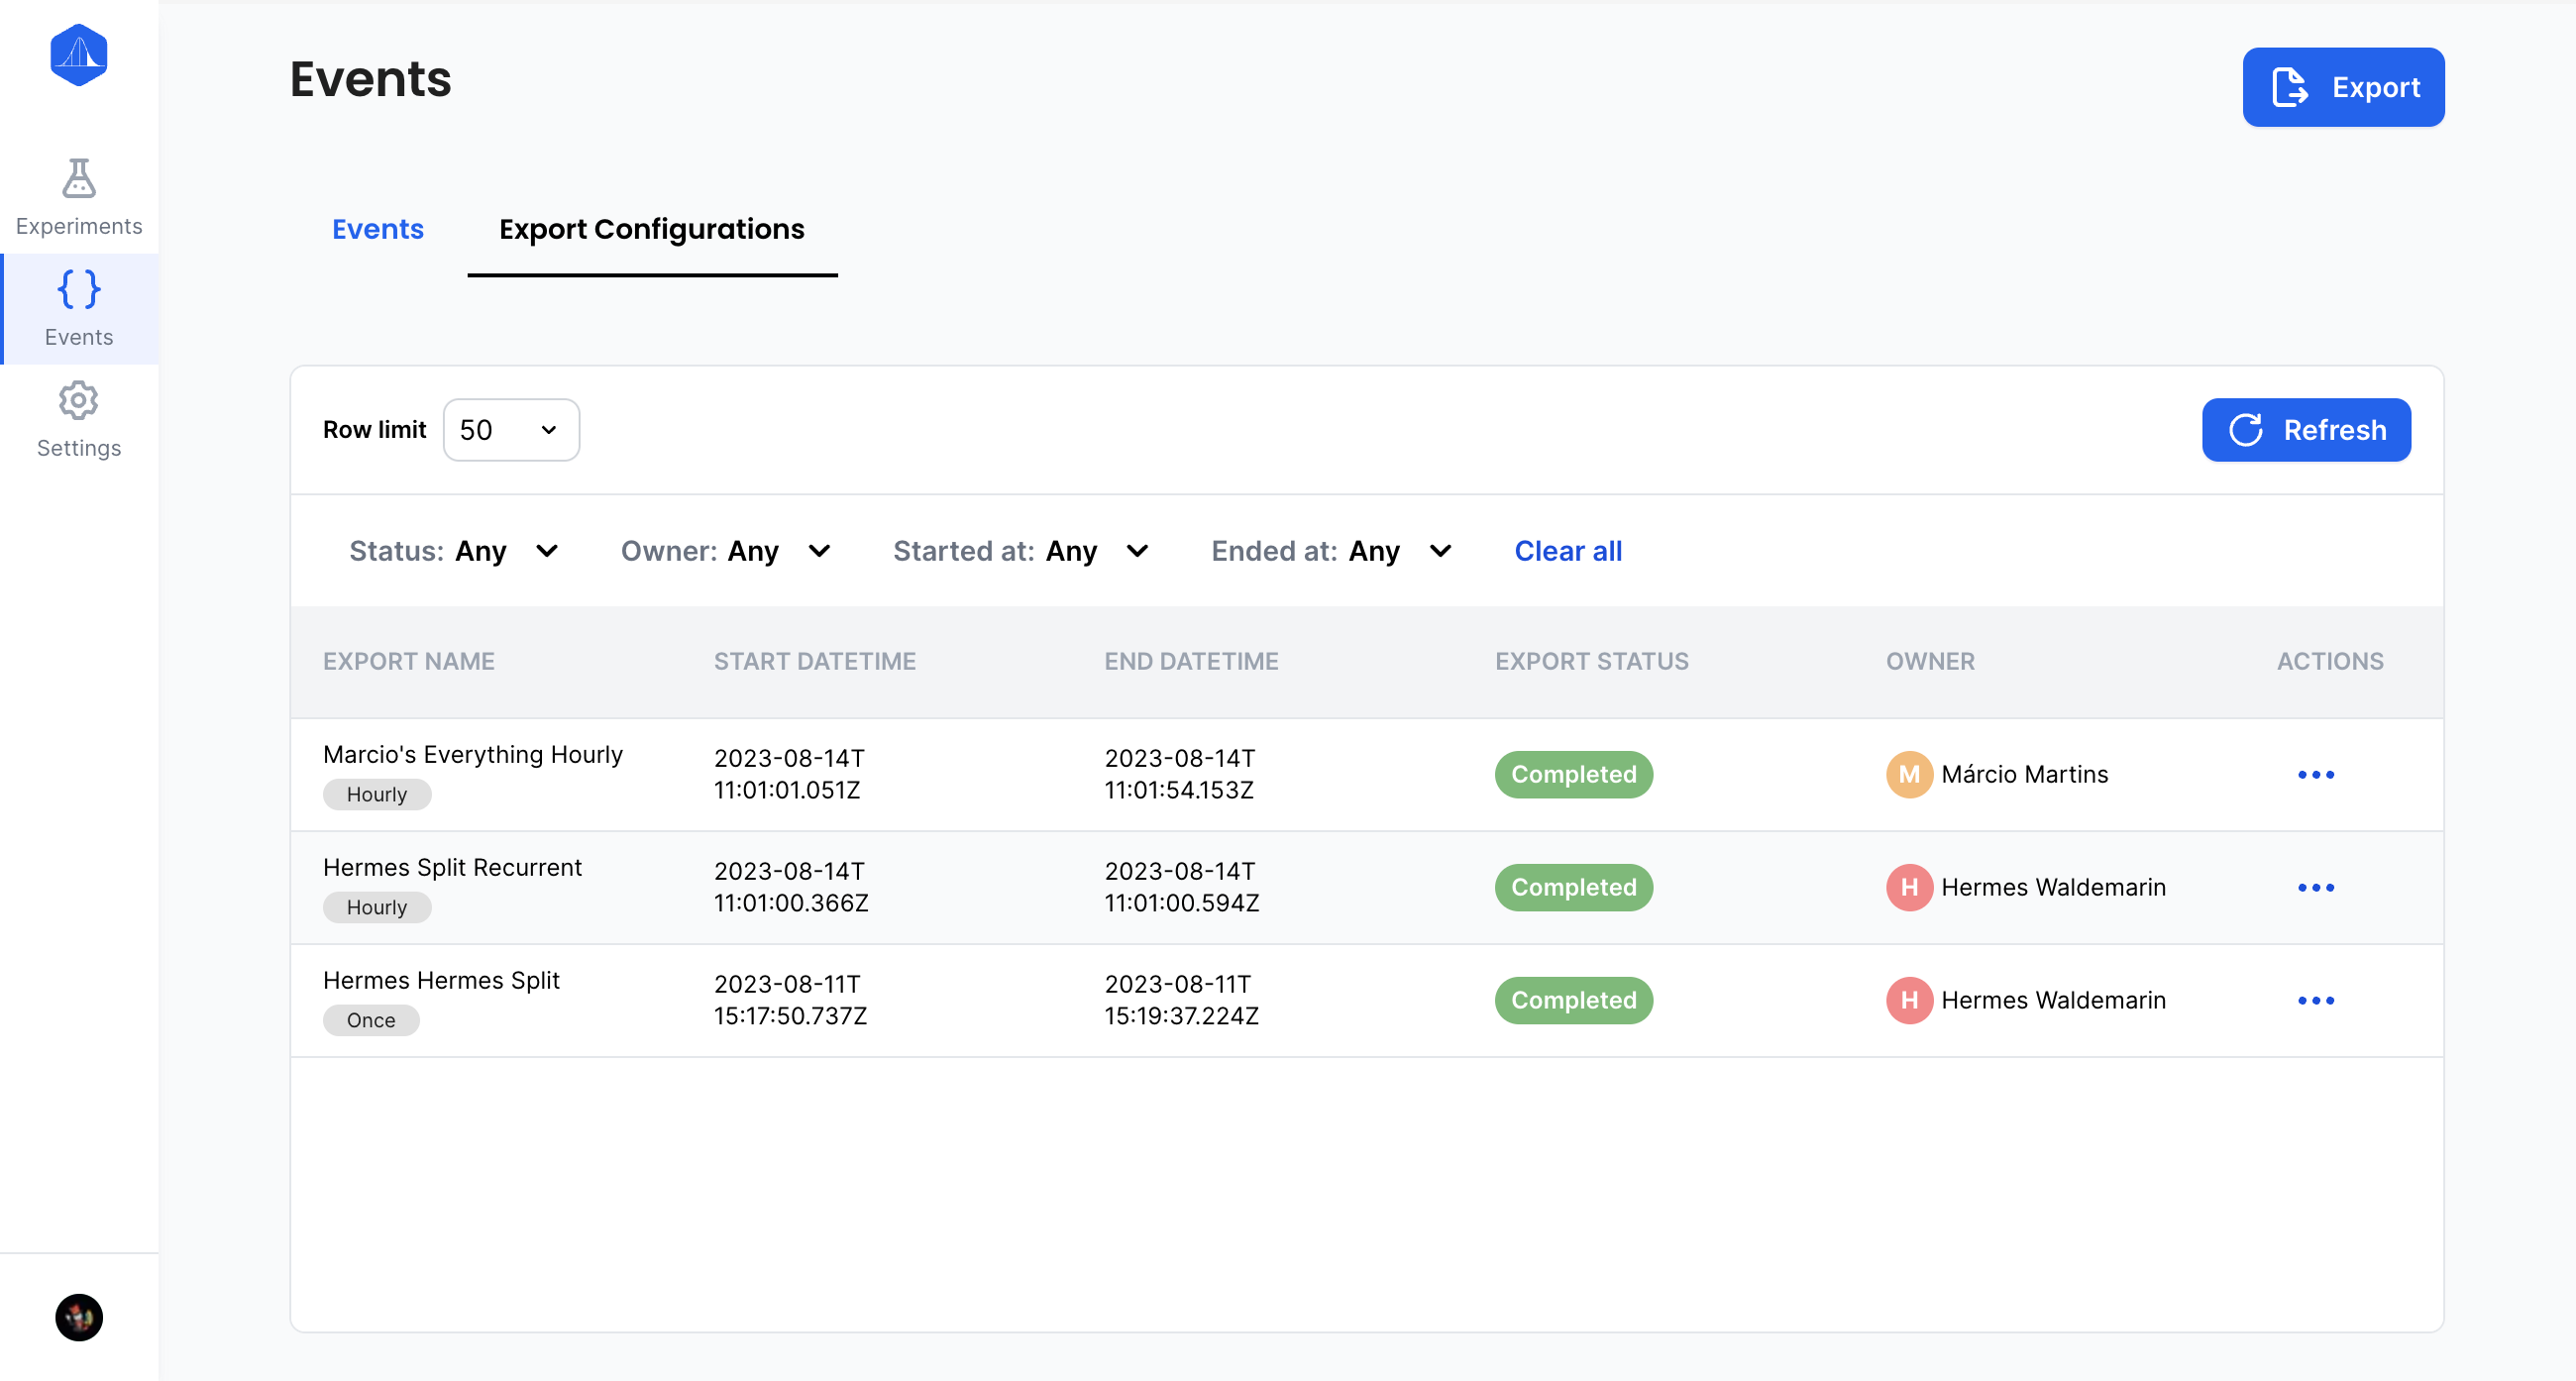 Events
Export
Experiments
Events
Settings
Events
Export Configurations
Row limit
50
Refresh
Status: Any
Owner: Any
Started at: Any
Ended at: Any
Clear all
EXPORT NAME
START DATETIME
END DATETIME
EXPORT STATUS
OWNER
ACTIONS
Marcio's Everything Hourly
Hourly
2023-08-14T
11:01:01.051Z
2023-08-14T
11:01:54.153Z
Completed
M
Márcio Martins
Hermes Split Recurrent
Hourly
2023-08-14T
11:01:00.366Z
2023-08-14T
11:01:00.594Z
Completed
H
Hermes Waldemarin
Hermes Hermes Split
Once
2023-08-11T
15:17:50.737Z
2023-08-11T
15:19:37.224Z
Completed
H
Hermes Waldemarin